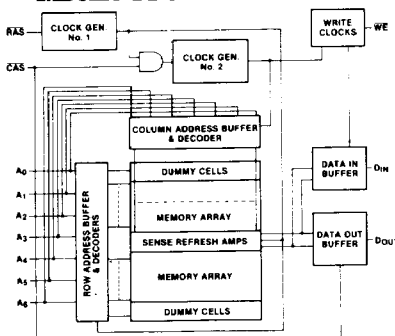 RAS
CLOCK GEN.
No. 1
WRITE
CLOCKS
WE
CAS
CLOCK GEN.
No. 2
COLUMN ADDRESS BUFFER
& DECODER
A0
A1
A2
A3
A4
A5
A6
ROW ADDRESS BUFFER
& DECODERS
DUMMY CELLS
MEMORY ARRAY
SENSE REFRESH AMPS
MEMORY ARRAY
DUMMY CELLS
DATA IN
BUFFER
DIN
DATA OUT
BUFFER
DOUT